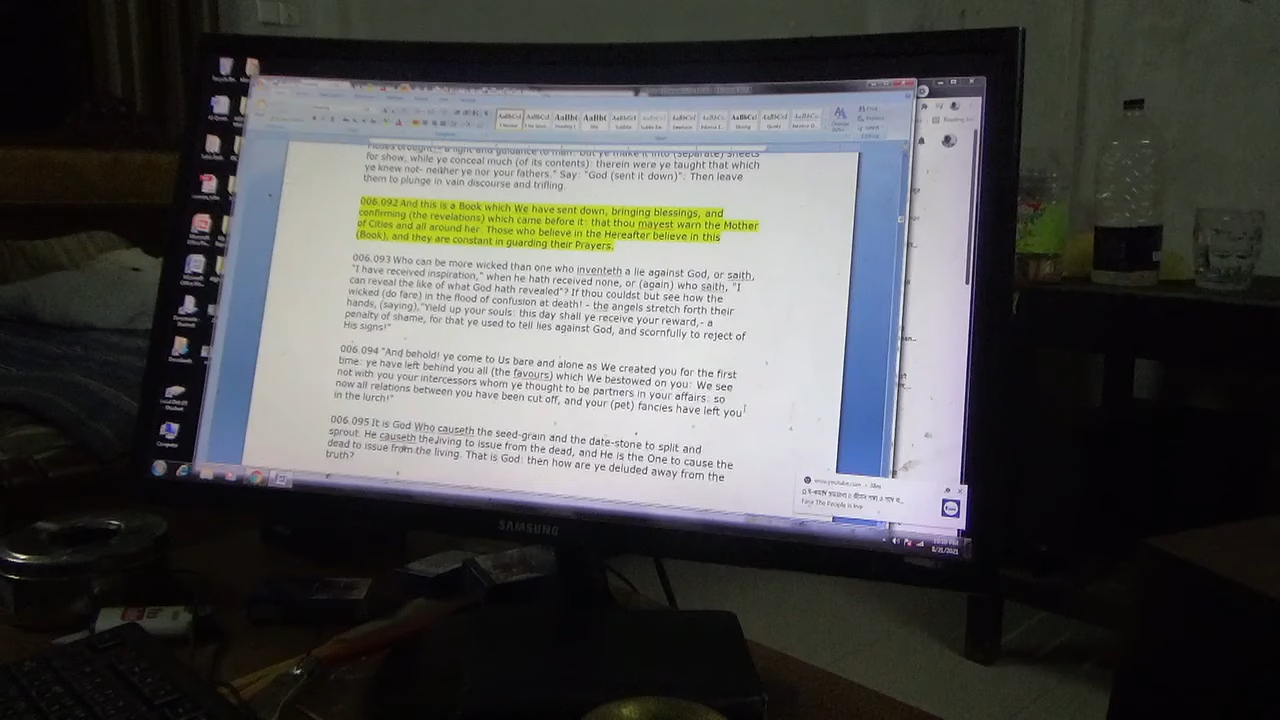 for show, while ye conceal much (of its contents): therein were ye taught that which
ye knew not- neither ye nor your fathers." Say: "God (sent it down)": Then leave
them to plunge in vain discourse and trifling.
006.092 And this is a Book which We have sent down, bringing blessings, and
confirming (the revelations) which came before it: that thou mayest warn the Mother
of Cities and all around her. Those who believe in the Hereafter believe in this
(Book), and they are constant in guarding their Prayers.
006.093 Who can be more wicked than one who inventeth a lie against God, or saith,
"I have received inspiration," when he hath received none, or (again) who saith, "I
can reveal the like of what God hath revealed"? If thou couldst but see how the
wicked (do fare) in the flood of confusion at death! - the angels stretch forth their
hands, (saying),"Yield up your souls: this day shall ye receive your reward,- a
penalty of shame, for that ye used to tell lies against God, and scornfully to reject of
His signs!"
006.094 "And behold! ye come to Us bare and alone as We created you for the first
time: ye have left behind you all (the favours) which We bestowed on you: We see
not with you your intercessors whom ye thought to be partners in your affairs: so
now all relations between you have been cut off, and your (pet) fancies have left you
in the lurch!"
006.095 It is God Who causeth the seed-grain and the date-stone to split and
sprout. He causeth the living to issue from the dead, and He is the One to cause the
dead to issue from the living. That is God: then how are ye deluded away from the
truth?
www.youtube.com
Face The People is live
8/21/2021
SAMSUNG